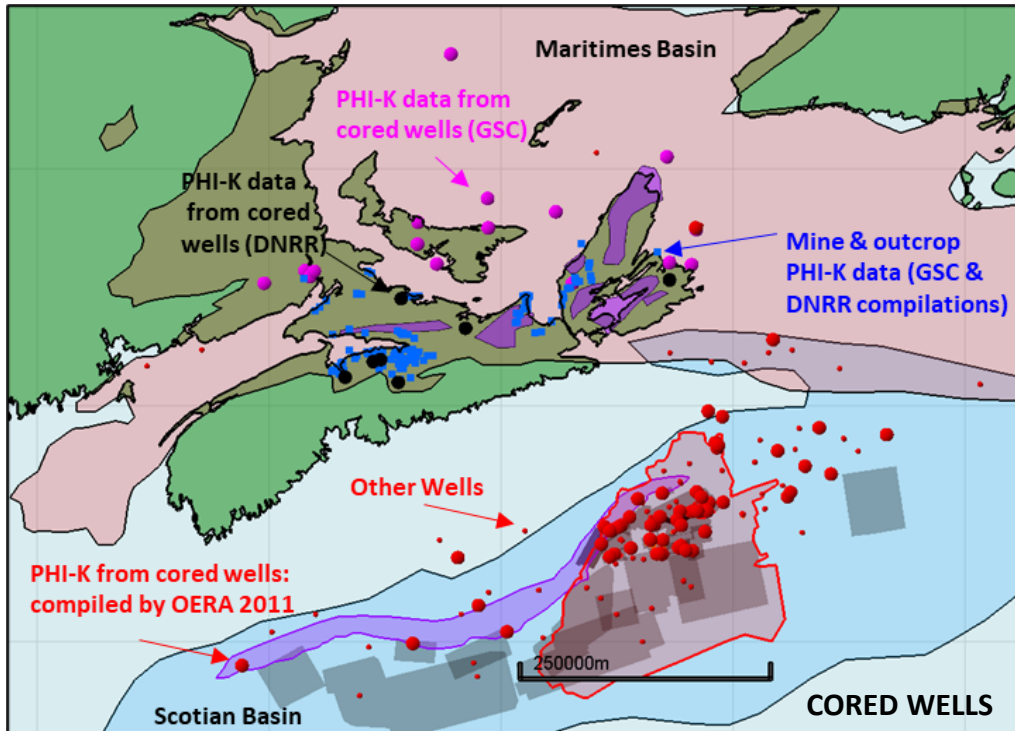 Maritimes Basin
PHI-K data from
cored wells (GSC)
PHI-K data
from cored
wells (DNRR)
Mine & outcrop
PHI-K data (GSC &
DNRR compilations)
Other Wells
PHI-K from cored wells:
compiled by OERA 2011
250000m
Scotian Basin
CORED WELLS